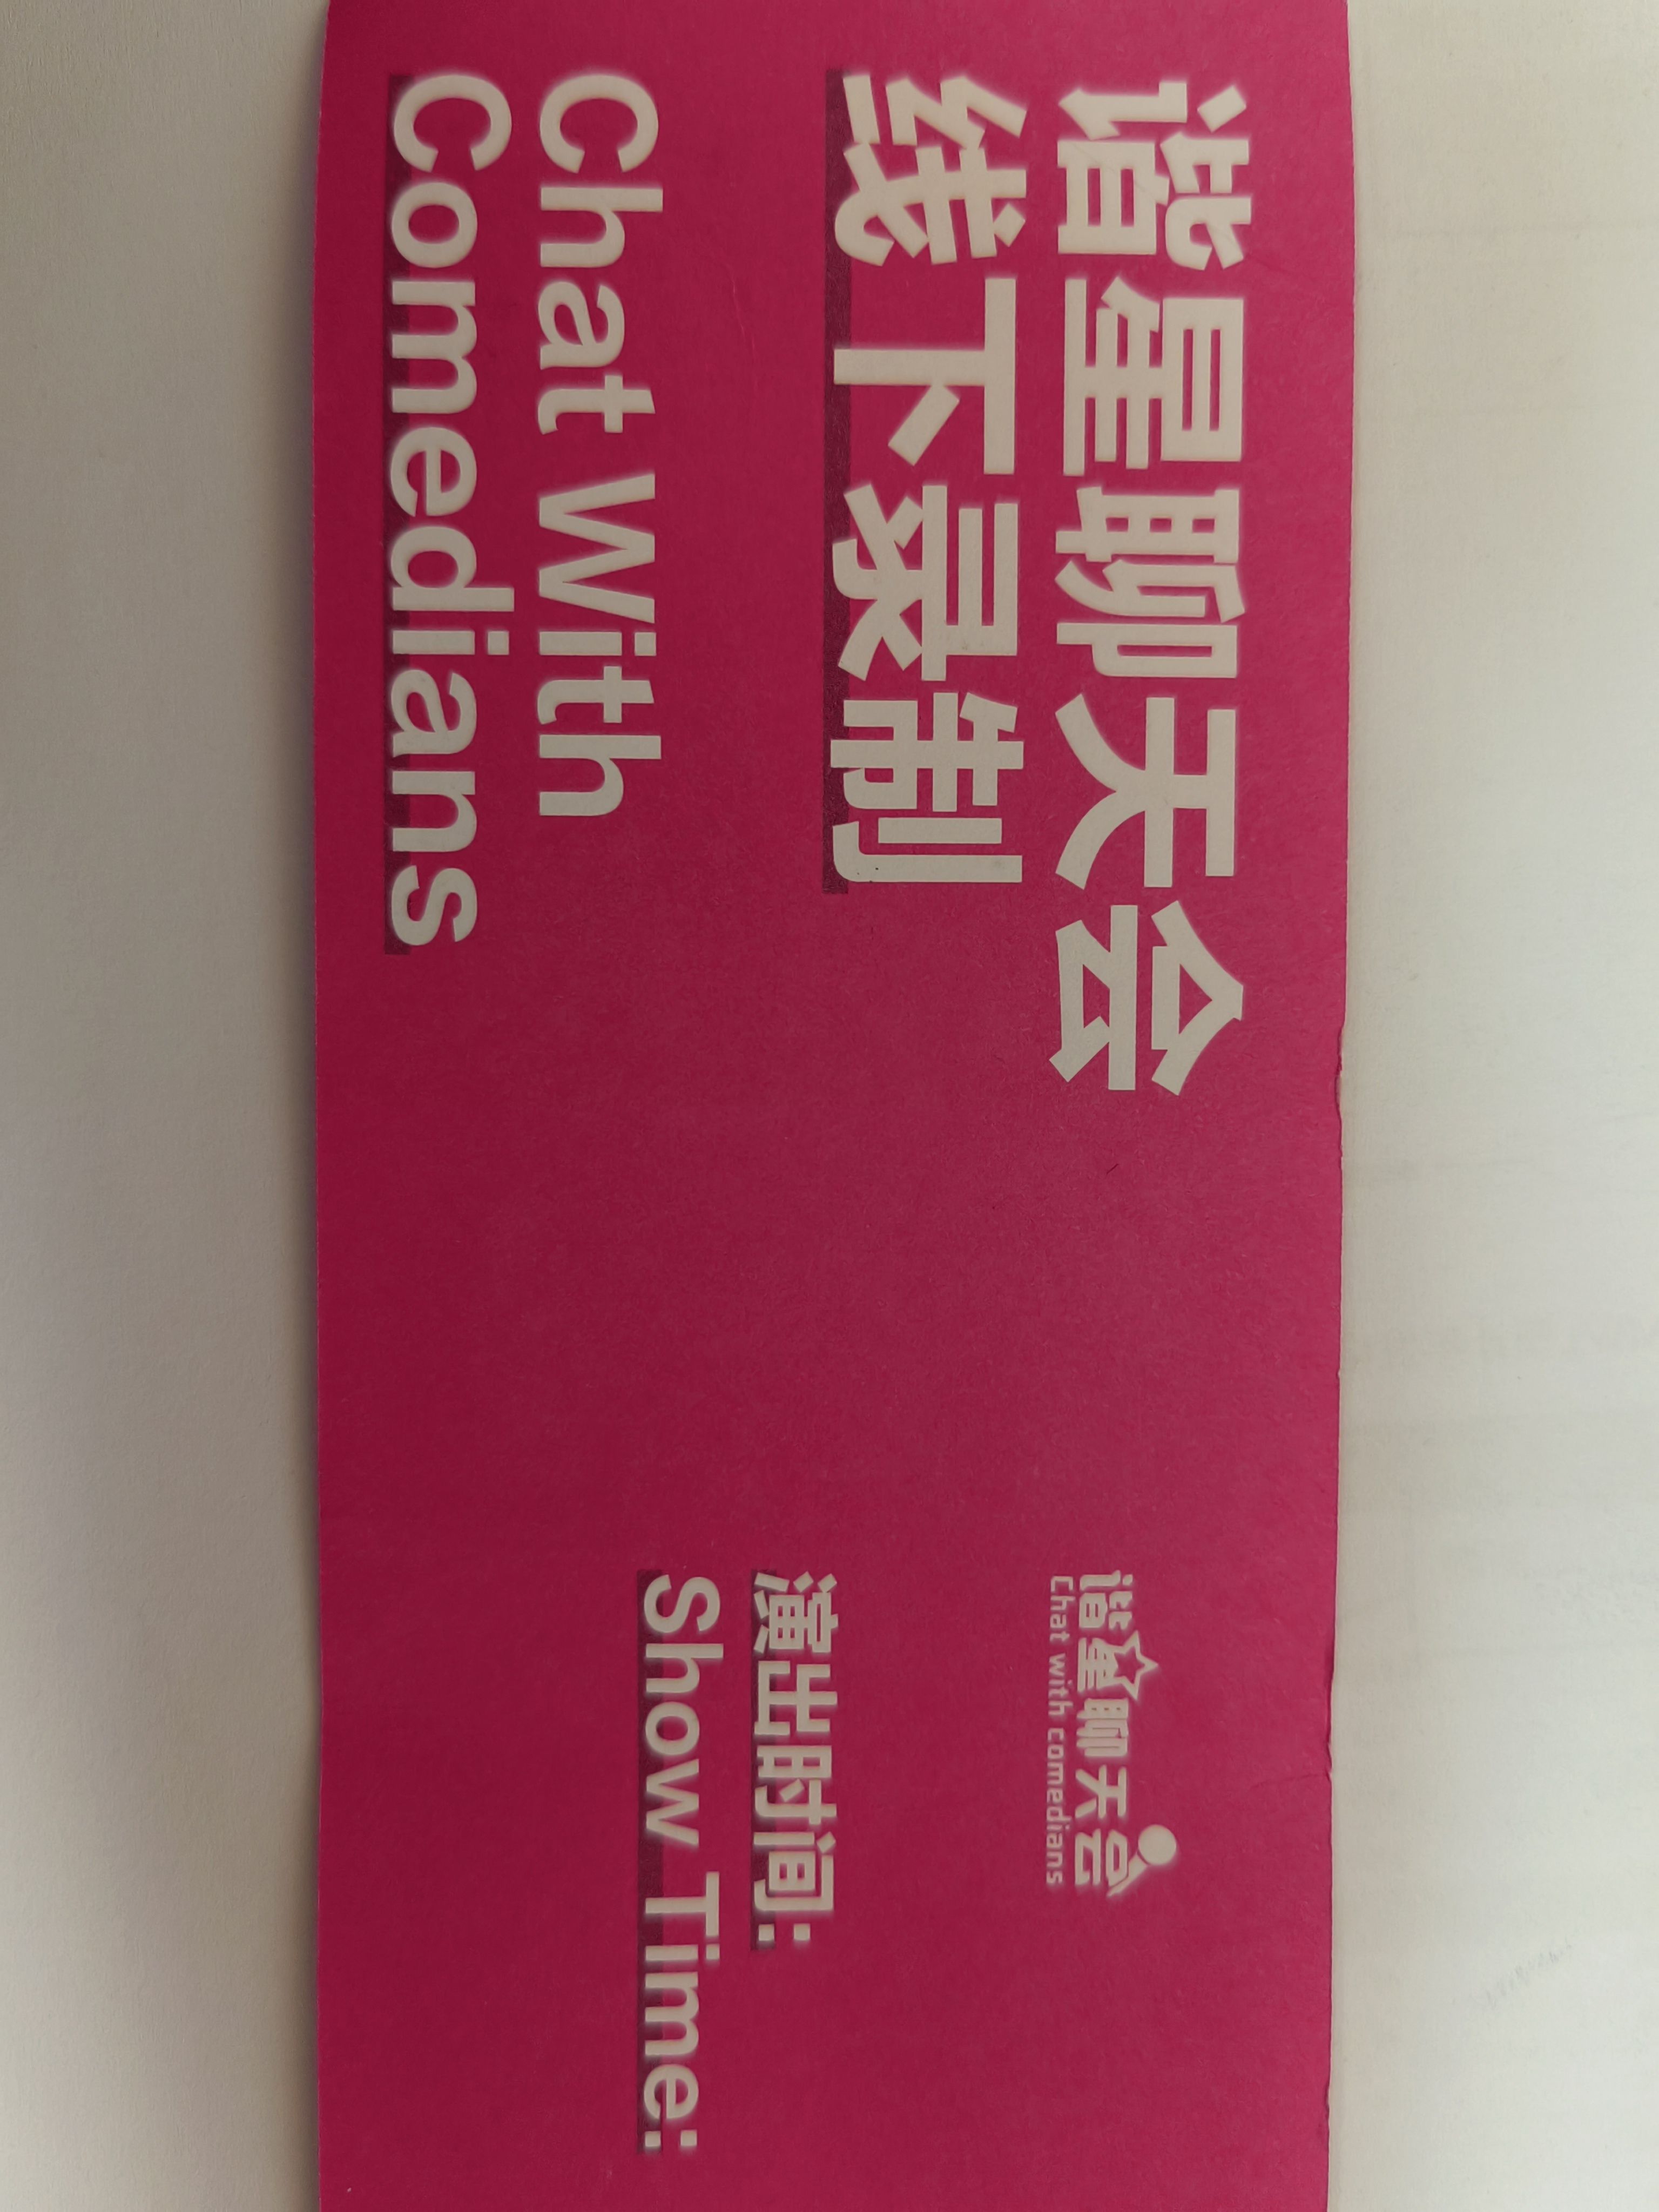 谐星聊天会
线下录制
Chat With
Comedians
谐星聊天会
Chat with comedians
演出时间:
Show Time: